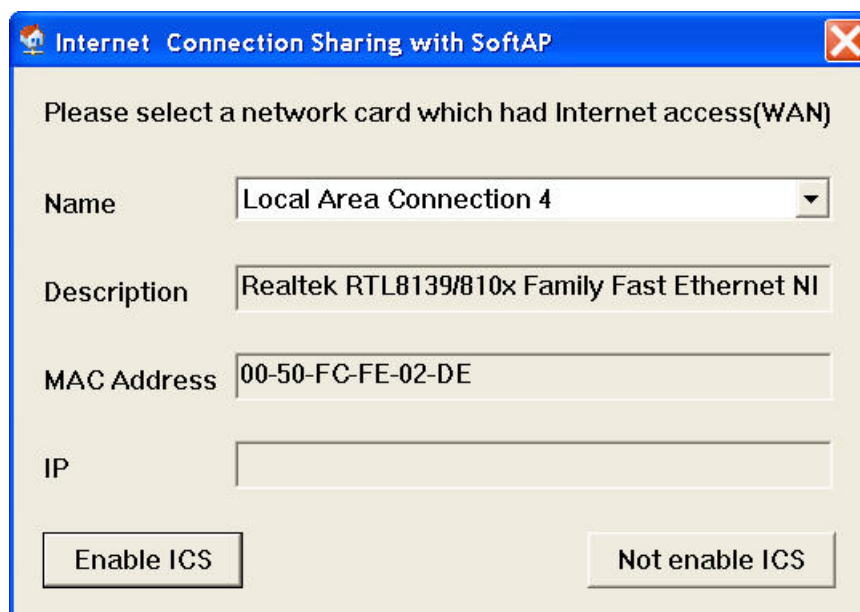 Internet Connection Sharing with SoftAP
Please select a network card which had Internet access(WAN)
Name Local Area Connection 4
Description Realtek RTL8139/810x Family Fast Ethernet NI
MAC Address 00-50-FC-FE-02-DE
IP
Enable ICS Not enable ICS